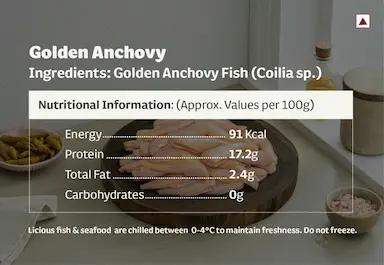 Golden Anchovy
Ingredients: Golden Anchovy Fish (Coilia sp.)
Nutritional Information: (Approx. Values per 100g)
Energy........................................91 Kcal
Protein....................................17.2g
Total Fat..................................2.4g
Carbohydrates.....................0g
Licious fish & seafood are chilled between 0-4°C to maintain freshness. Do not freeze.